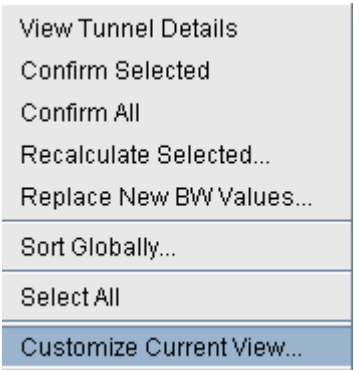 View Tunnel Details
Confirm Selected
Confirm All
Recalculate Selected...
Replace New BW Values...
Sort Globally...
Select All
Customize Current View...